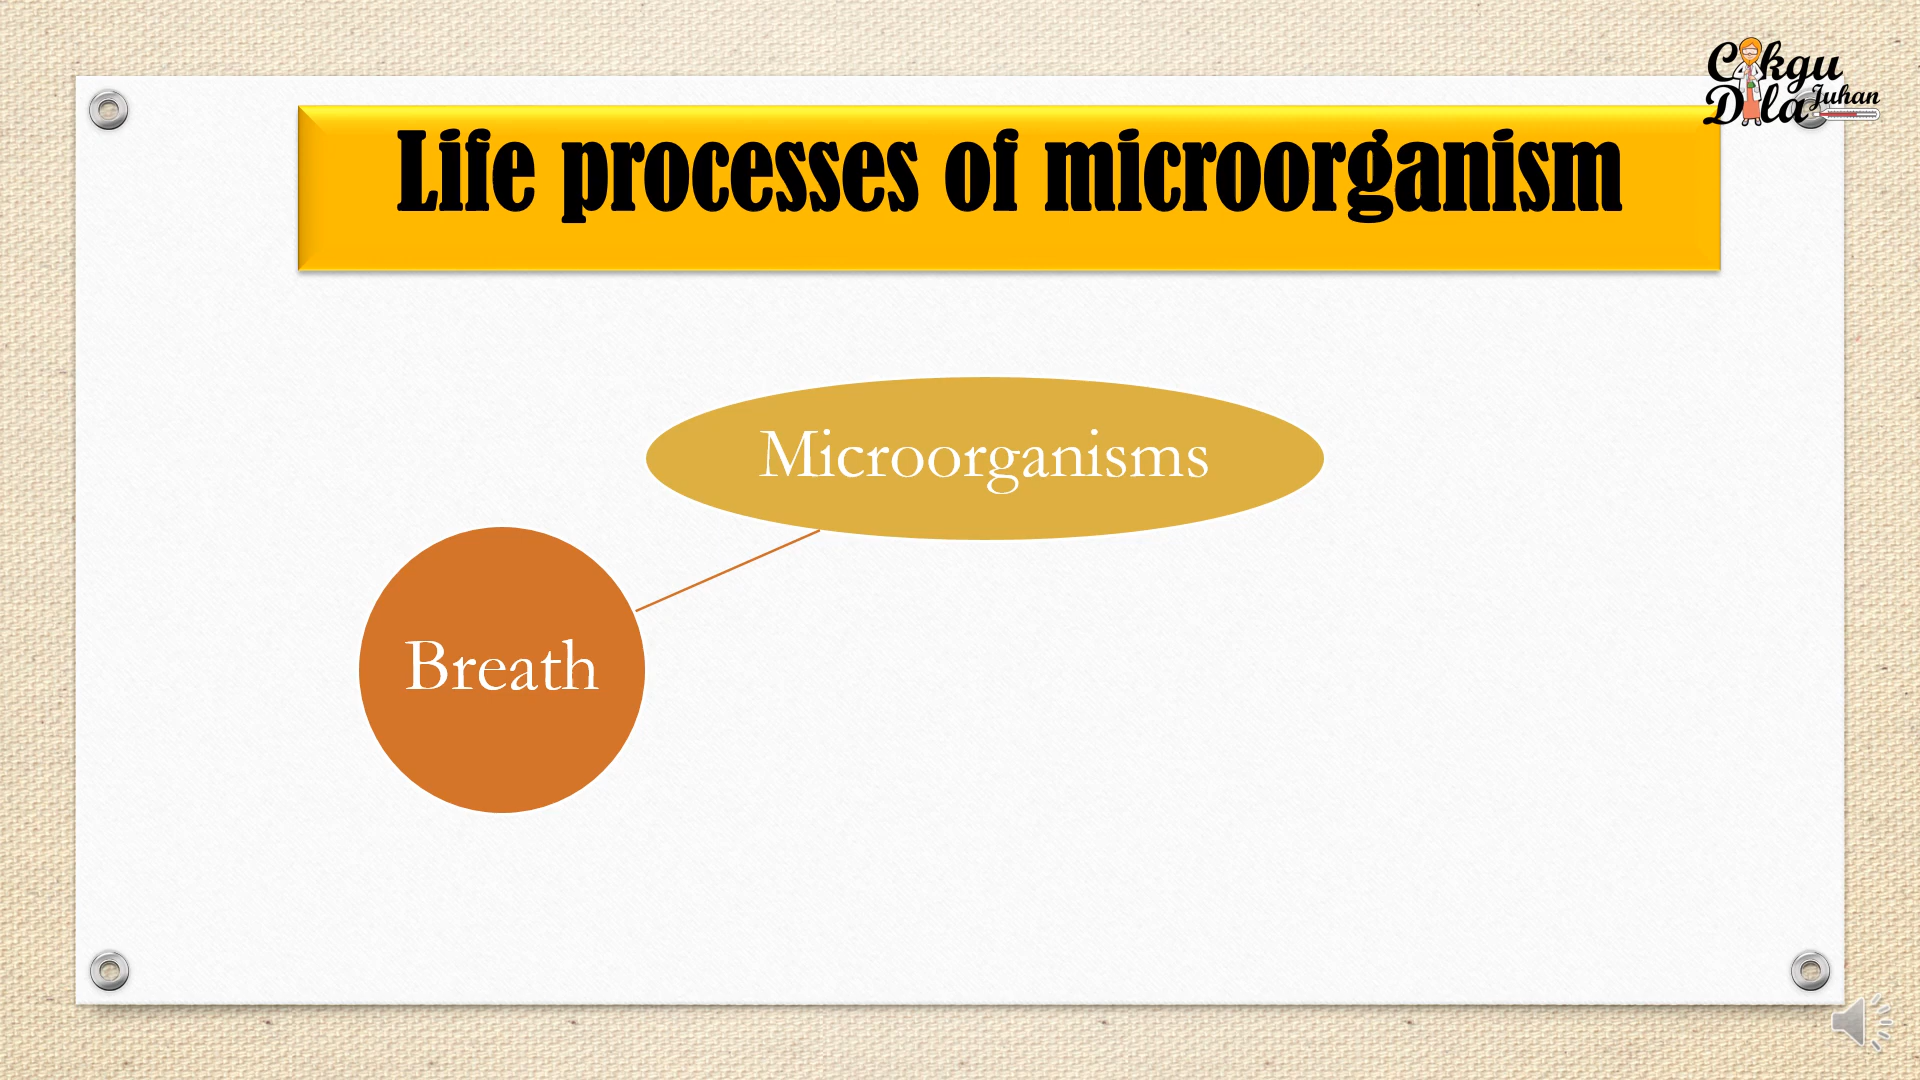 Cikgu
Dila Juhan
Life processes of microorganism
Microorganisms
Breath